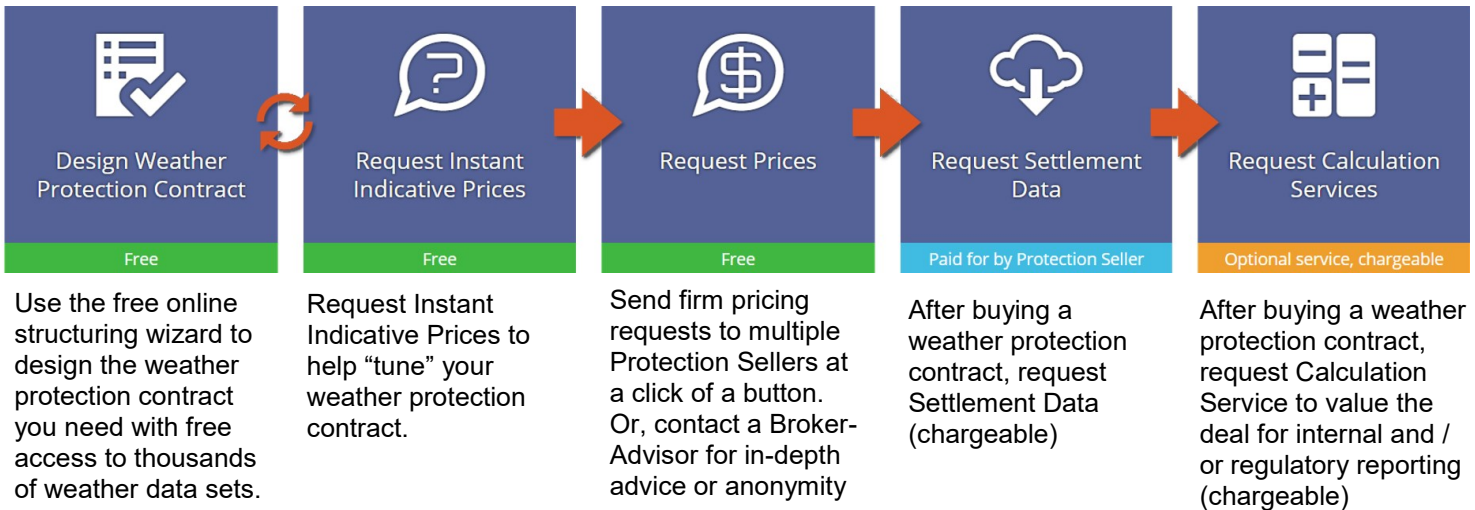 Design Weather
Protection Contract
Free
Use the free online
structuring wizard to
design the weather
protection contract
you need with free
access to thousands
of weather data sets.
?
Request Instant
Indicative Prices
Free
Request Instant
Indicative Prices to
help “tune” your
weather protection
contract.
$
Request Prices
Free
Send firm pricing
requests to multiple
Protection Sellers at
a click of a button.
Or, contact a Broker-
Advisor for in-depth
advice or anonymity
Request Settlement
Data
Paid for by Protection Seller
After buying a
weather protection
contract, request
Settlement Data
(chargeable)
Request Calculation
Services
Optional service, chargeable
After buying a weather
protection contract,
request Calculation
Service to value the
deal for internal and /
or regulatory reporting
(chargeable)